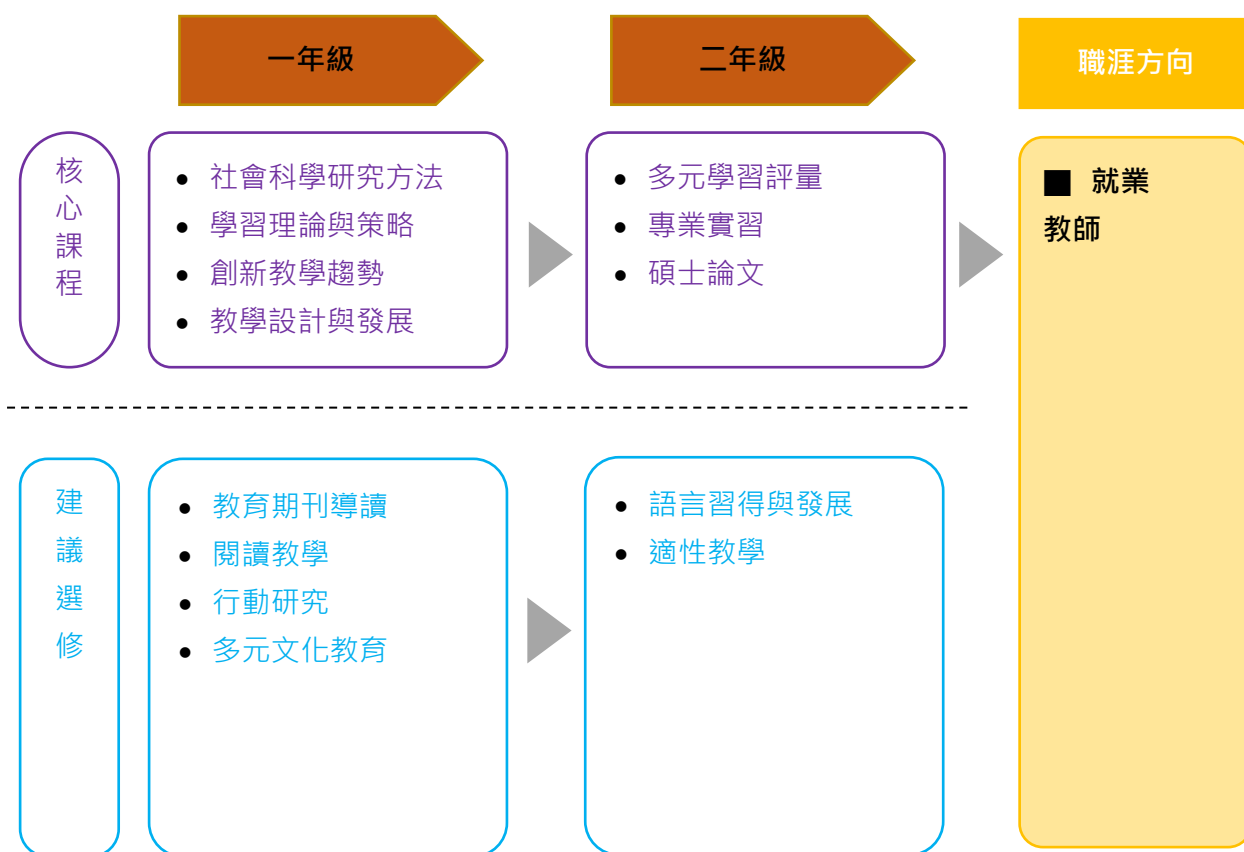 一年級
二年級
職涯方向
核心課程
社會科學研究方法
學習理論與策略
創新教學趨勢
教學設計與發展
多元學習評量
專業實習
碩士論文
就業
教師
建議選修
教育期刊導讀
閱讀教學
行動研究
多元文化教育
語言習得與發展
適性教學